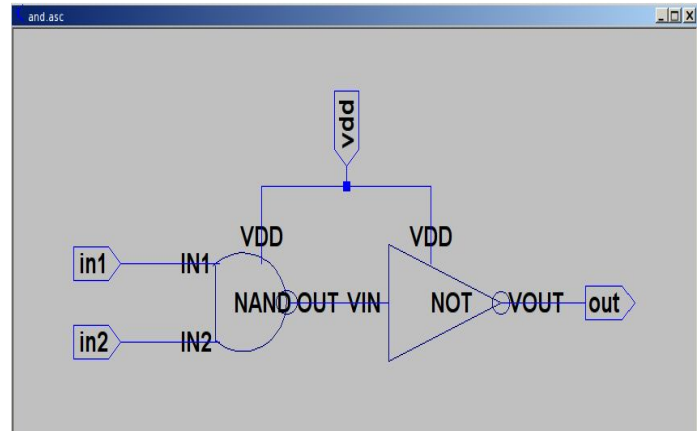 and.asc
vdd
VDD VDD
in1 IN1
NAND OUT VIN NOT VOUT out
in2 IN2